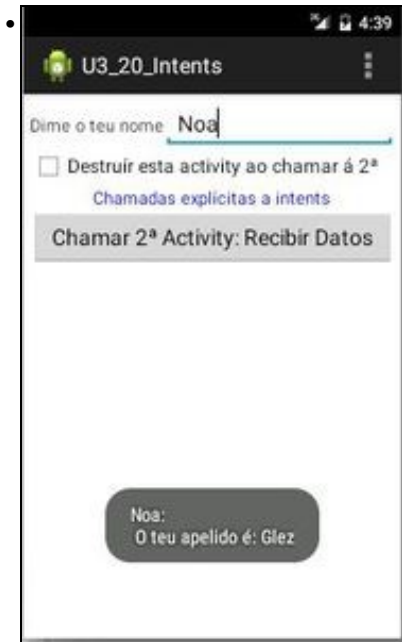 4:39
U3_20_Intents
Dime o teu nome Noa
Destruír esta activity ao chamar á 2ª
Chamadas explícitas a intents
Chamar 2ª Activity: Recibir Datos
Noa:
O teu apelido é: Glez